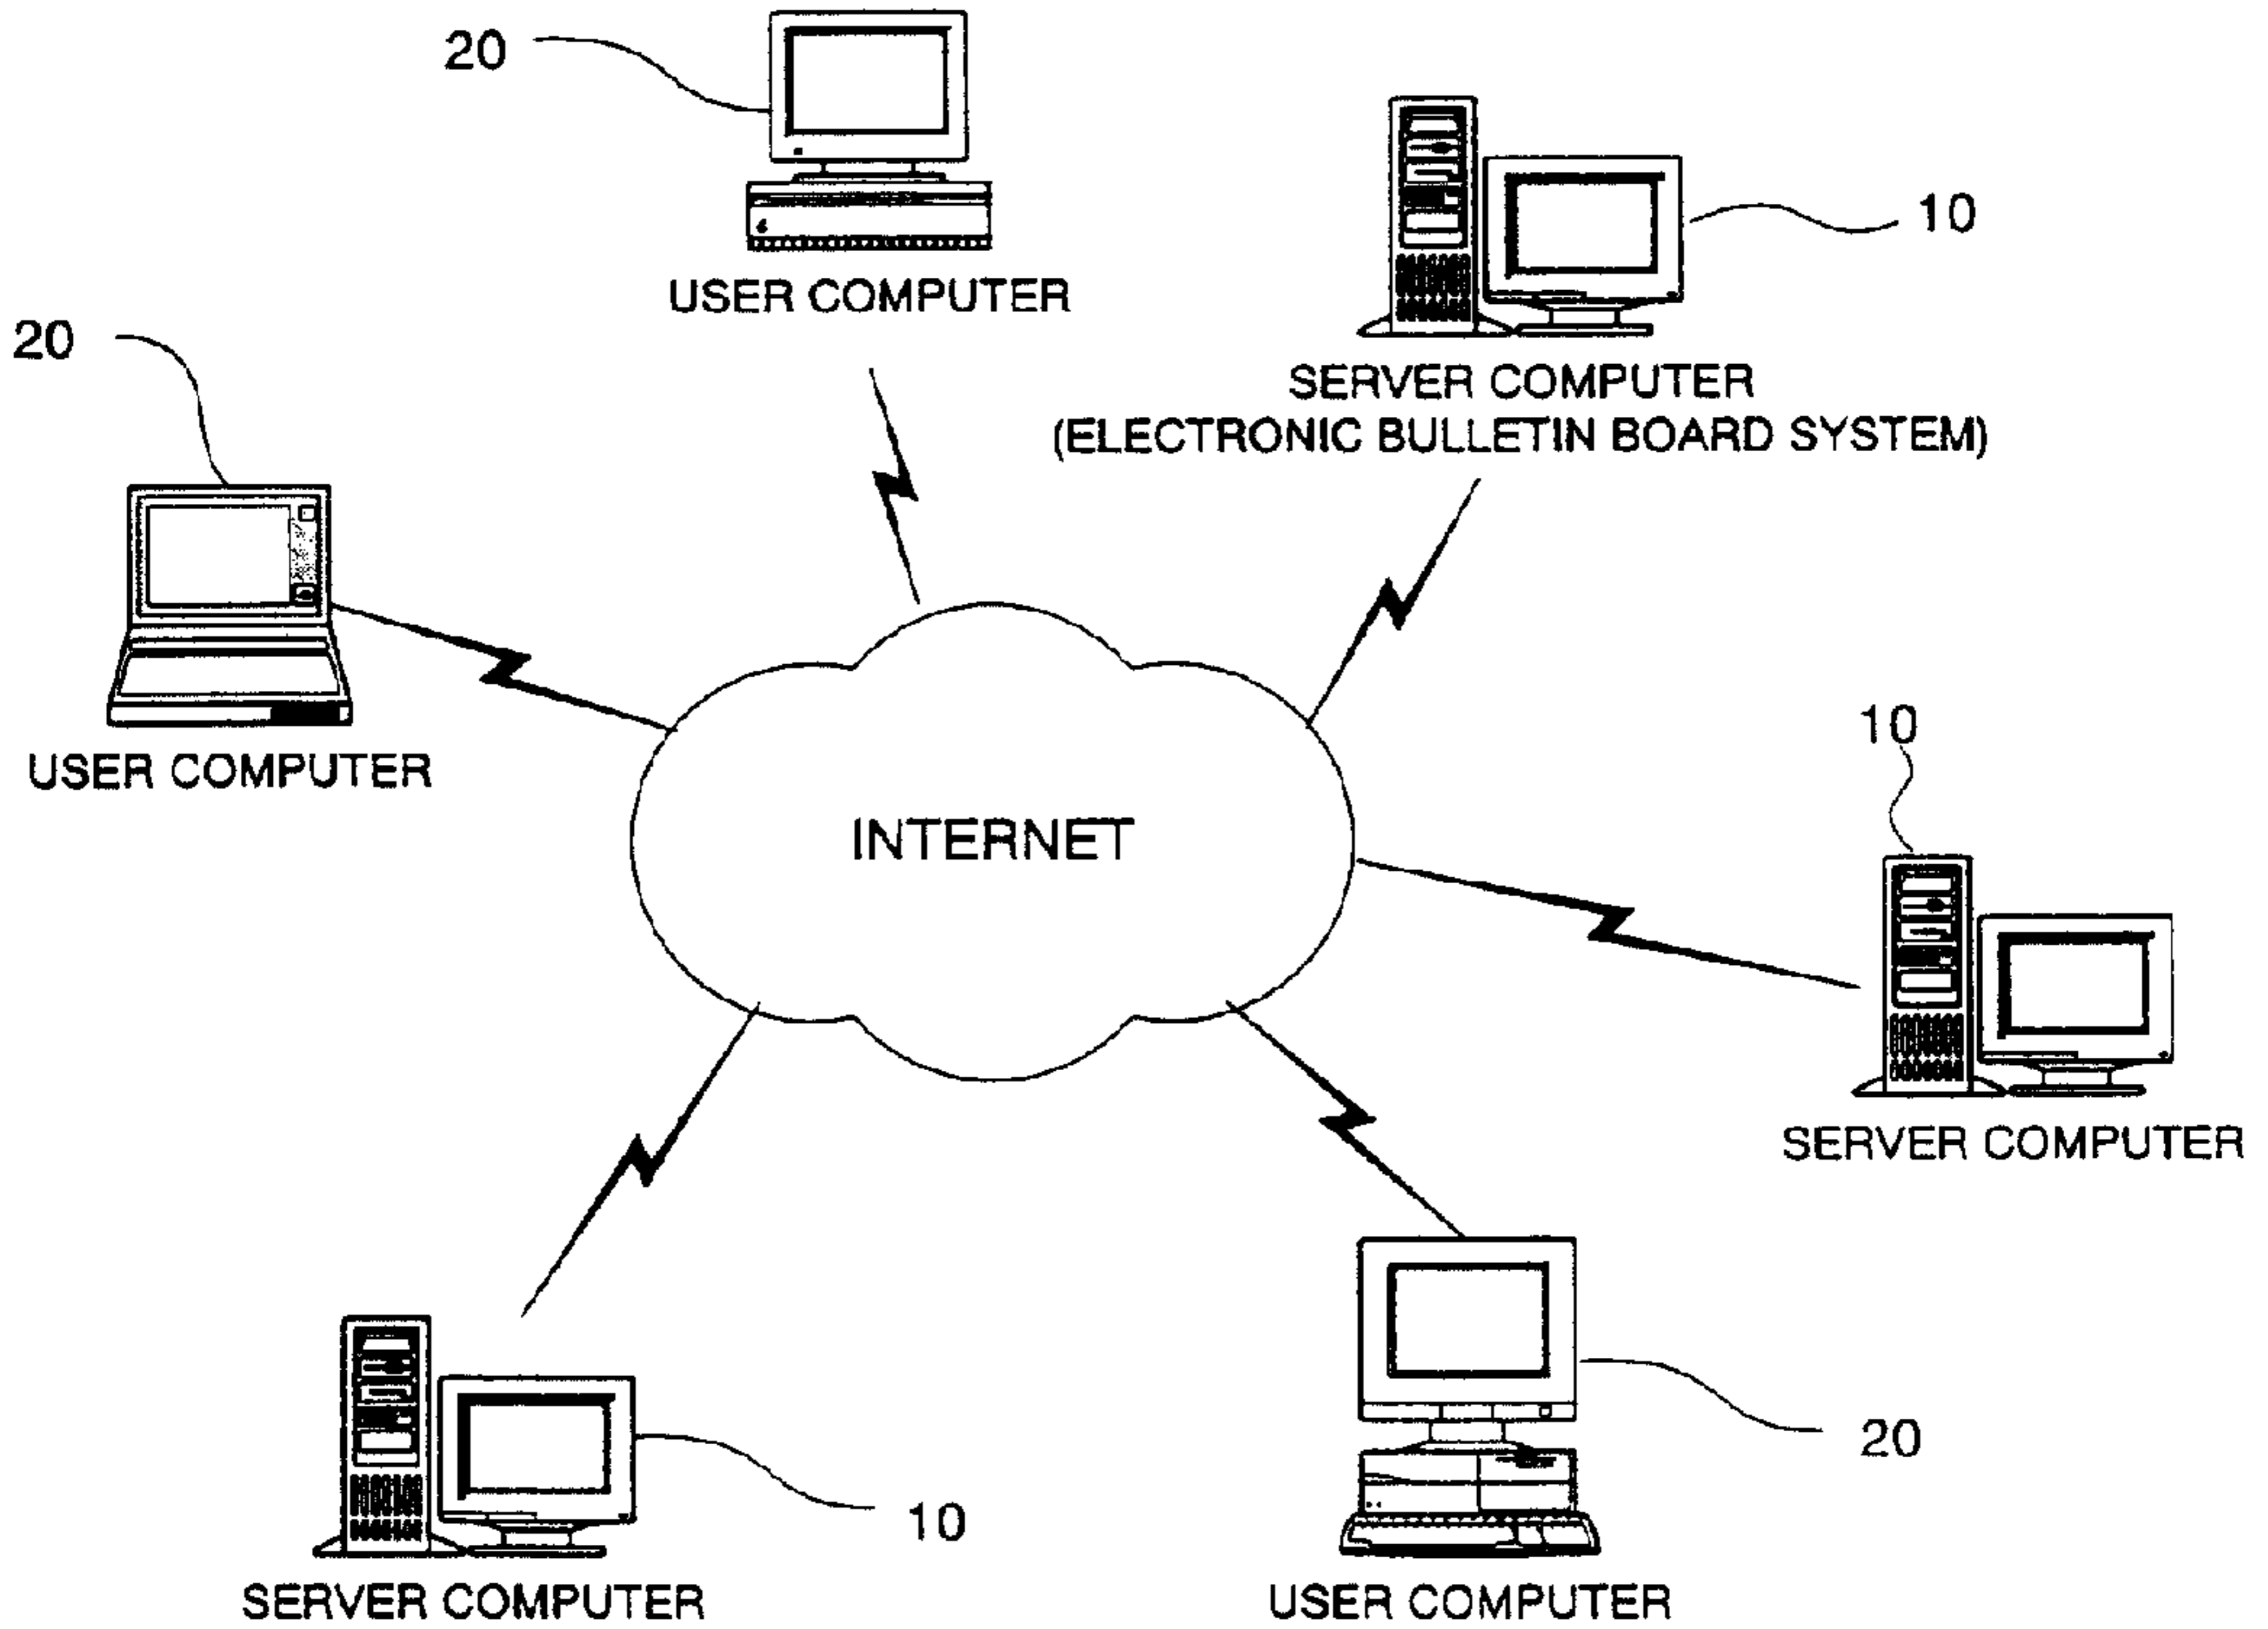 20
USER COMPUTER
10
SERVER COMPUTER
(ELECTRONIC BULLETIN BOARD SYSTEM)
20
USER COMPUTER
INTERNET
10
SERVER COMPUTER
10
SERVER COMPUTER
20
USER COMPUTER